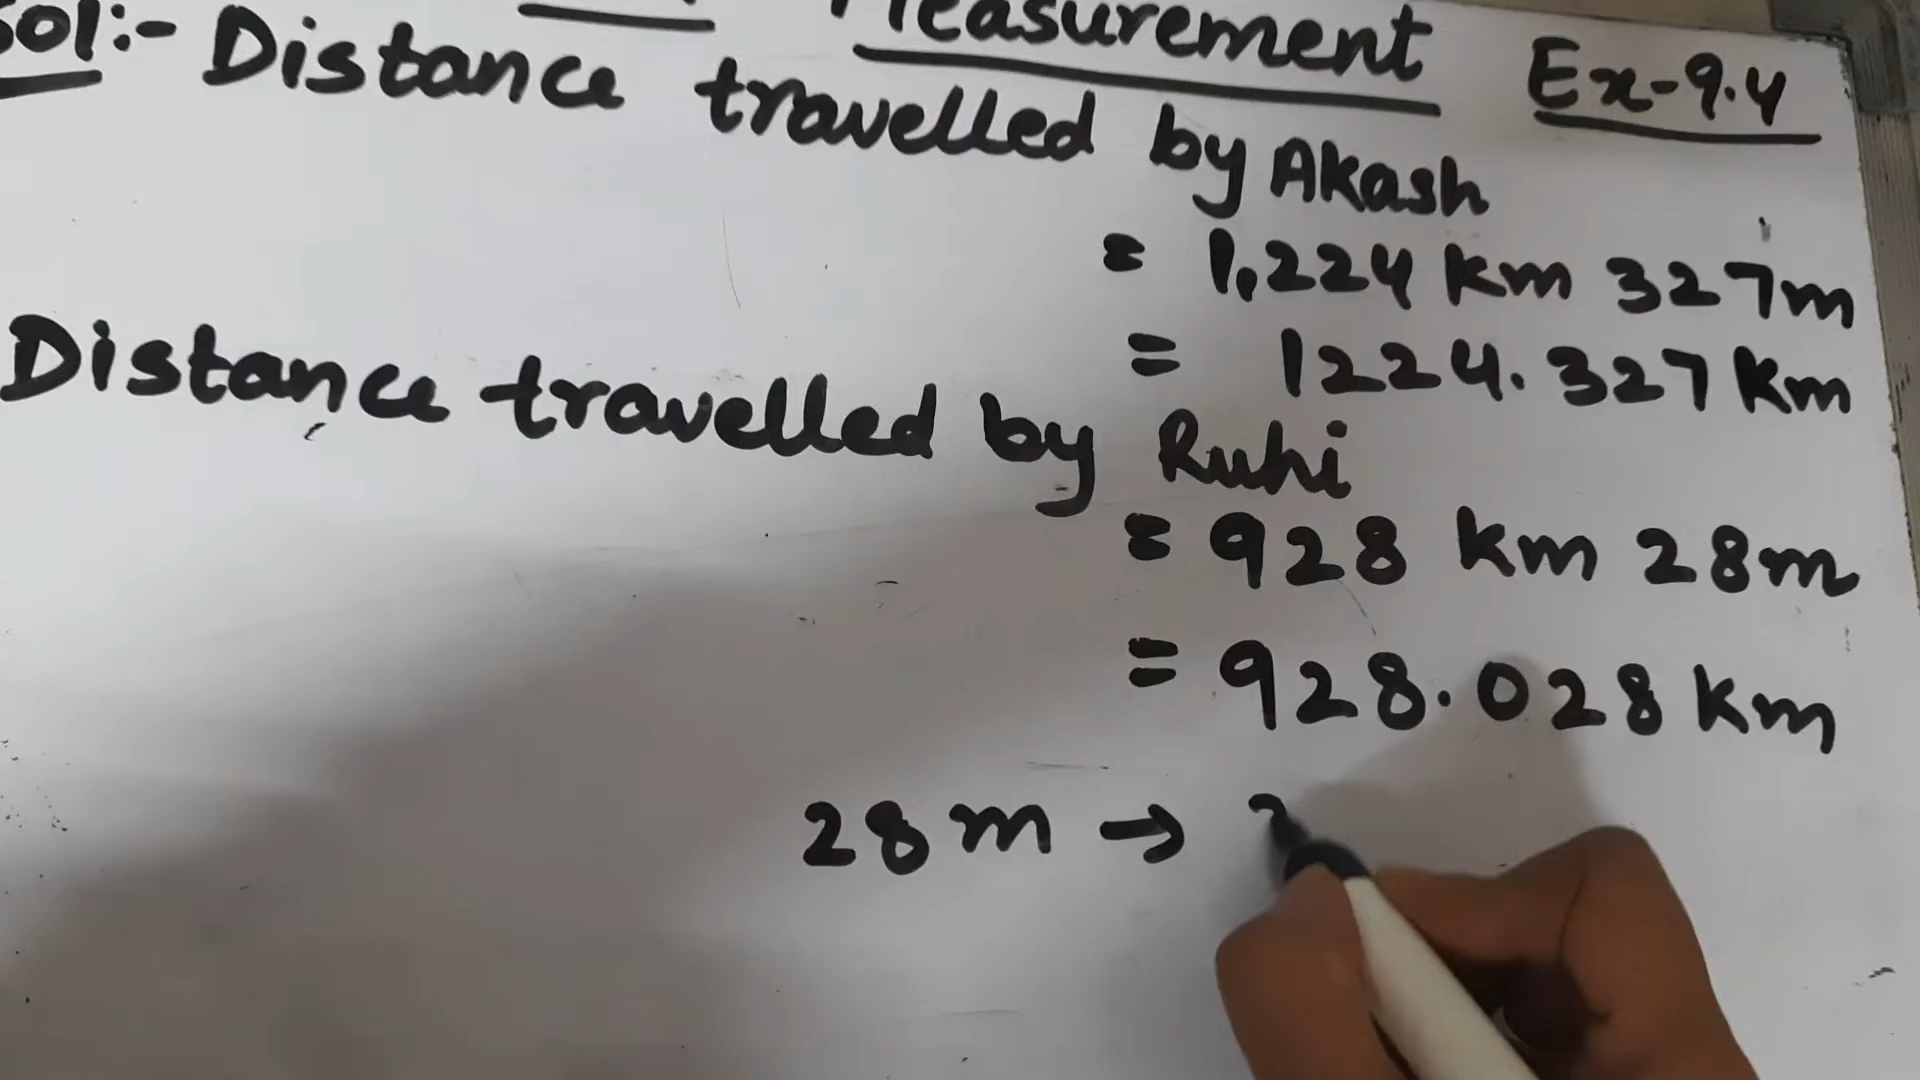 Measurement Ex-9.4
Sol:- Distance travelled by Akash
= 1,224 km 327m
= 1224.327 km
Distance travelled by Ruhi
= 928 km 28m
= 928.028 km
28 m →